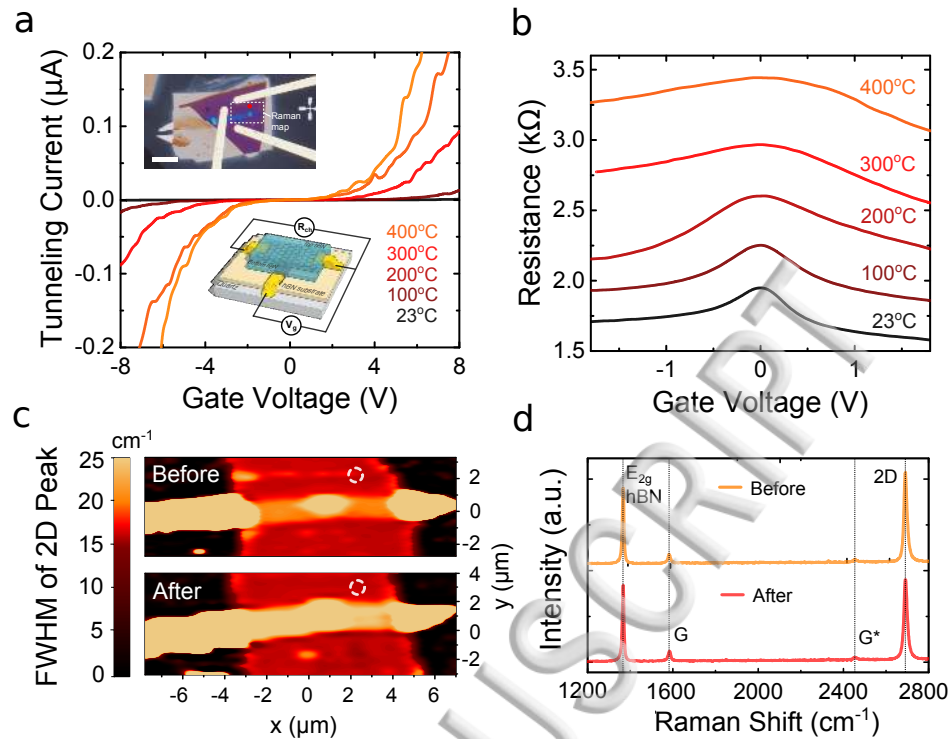 a
Tunneling Current (µA)
0.2
0.1
0.0
-0.1
-0.2
Raman
map
R_ch
hBN substrate
V_g
400°C
300°C
200°C
100°C
23°C
-8 -4 0 4 8
Gate Voltage (V)
b
Resistance (kΩ)
3.5
3.0
2.5
2.0
1.5
400°C
300°C
200°C
100°C
23°C
-1 0 1
Gate Voltage (V)
c
cm⁻¹
FWHM of 2D Peak
25
20
15
10
5
0
Before
2
0
-2
After
4
2
0
-2
y (µm)
-6 -4 -2 0 2 4 6
x (µm)
d
Intensity (a.u.)
E₂g
hBN
Before
2D
After
G
G*
1200 1600 2000 2400 2800
Raman Shift (cm⁻¹)
USCRIPT